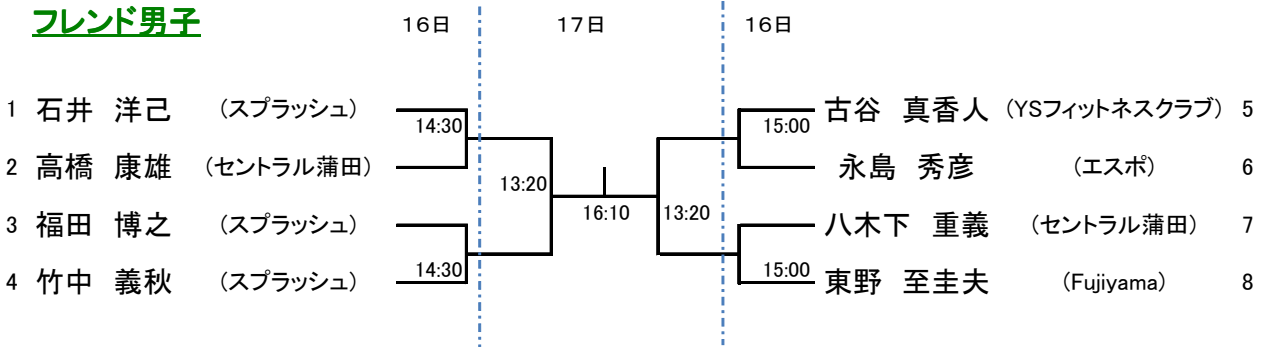 フレンド男子 16日 17日 16日
1 石井 洋己 (スプラッシュ) 古谷 真香人 (YSフィットネスクラブ) 5
14:30 15:00
2 高橋 康雄 (セントラル蒲田) 永島 秀彦 (エスポ) 6
13:20 16:10 13:20
3 福田 博之 (スプラッシュ) 八木下 重義 (セントラル蒲田) 7
14:30 15:00
4 竹中 義秋 (スプラッシュ) 東野 至圭夫 (Fujiyama) 8